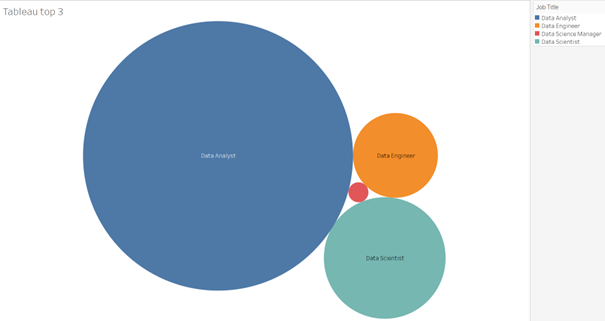 Tableau top 3
Job Title
Data Analyst
Data Engineer
Data Science Manager
Data Scientist
Data Analyst
Data Engineer
Data Scientist